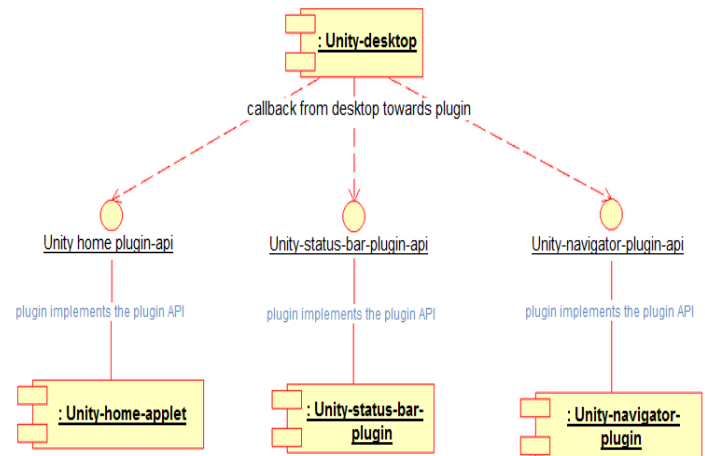 : Unity-desktop
callback from desktop towards plugin
Unity home plugin-api
Unity-status-bar-plugin-api
Unity-navigator-plugin-api
plugin implements the plugin API
plugin implements the plugin API
plugin implements the plugin API
: Unity-home-applet
: Unity-status-bar-
plugin
: Unity-navigator-
plugin